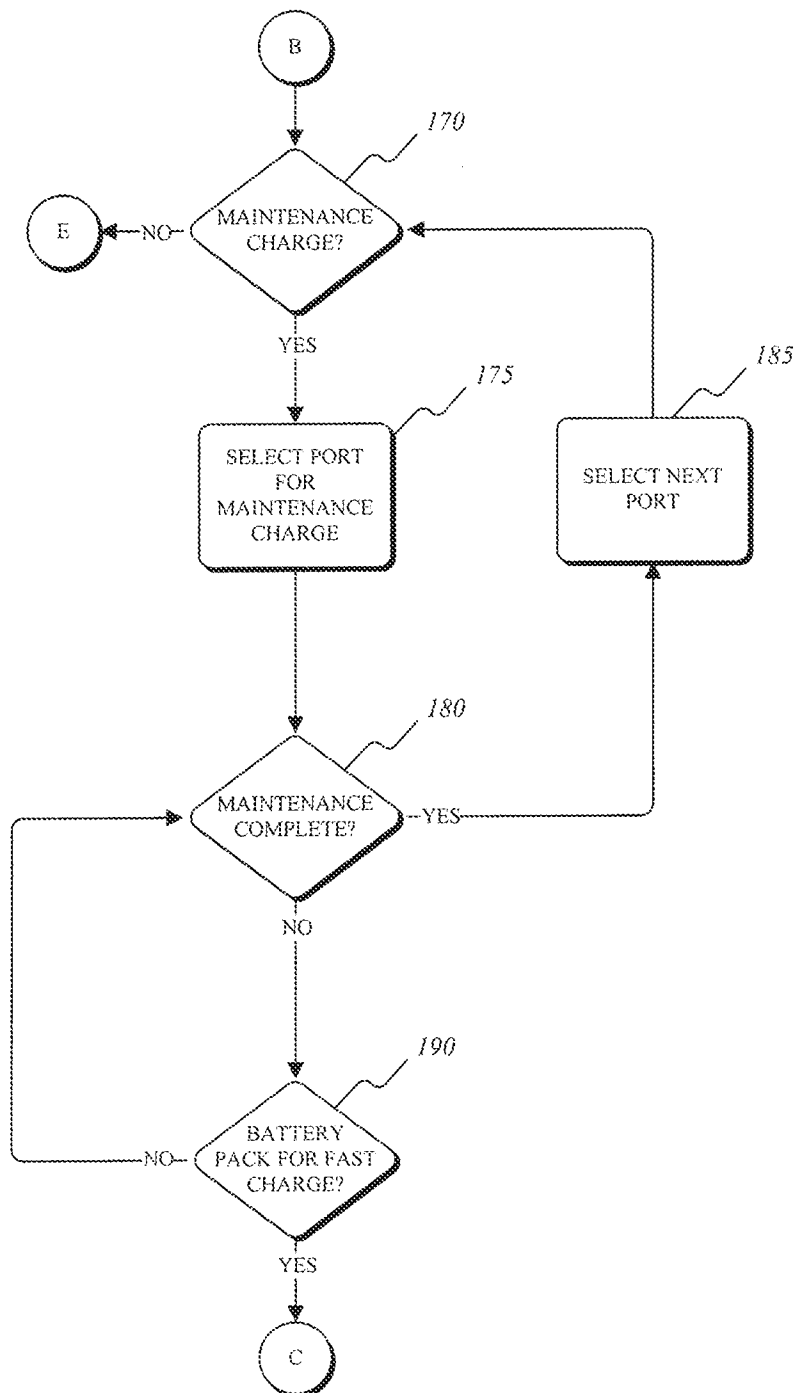 B
170
MAINTENANCE
CHARGE?
E
NO
YES
175
SELECT PORT
FOR
MAINTENANCE
CHARGE
185
SELECT NEXT
PORT
180
MAINTENANCE
COMPLETE?
YES
NO
190
BATTERY
PACK FOR FAST
CHARGE?
NO
YES
C